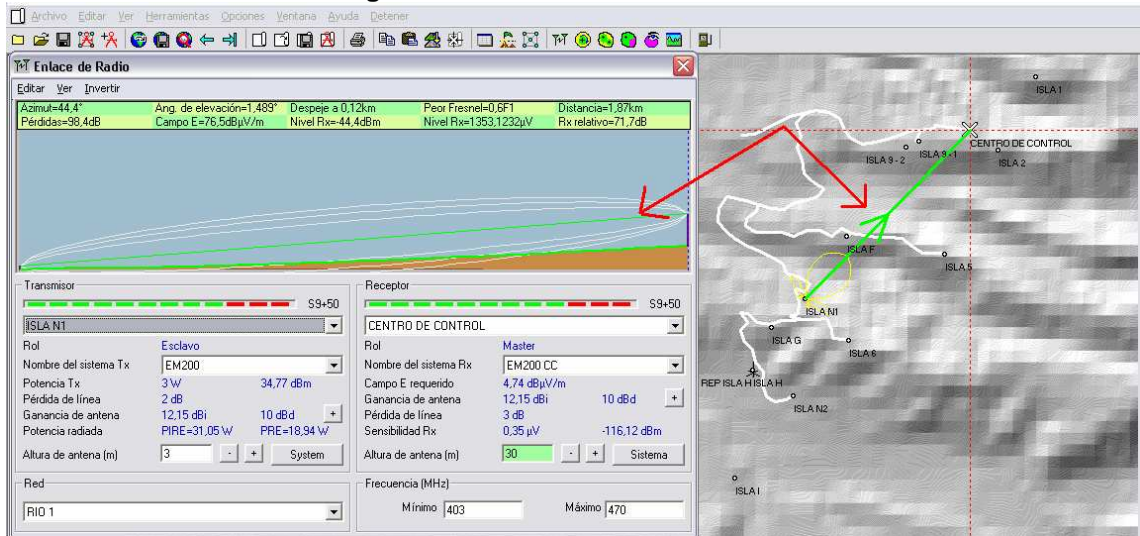 Archivo Editar Ver Herramientas Opciones Ventana Ayuda Detener
Enlace de Radio
Editar Ver Invertir
Azimut=44,4° Ang. de elevación=1,489° Despeje a 0,12km Peor Fresnel=0,6F1 Distancia=1,87km
Pérdidas=98,4dB Campo E=76,5dBµV/m Nivel Rx=-44,4dBm Nivel Rx=1353,1232µV Rx relativo=71,7dB
Transmisor
S9+50
ISLA N1
Rol Esclavo
Nombre del sistema Tx EM200
Potencia Tx 3 W 34,77 dBm
Pérdida de línea 2 dB
Ganancia de antena 12,15 dBi 10 dBd +
Potencia radiada PIRE=31,05 W PRE=18,94 W
Altura de antena (m) 3 - + System
Red
RIO 1
Receptor
S9+50
CENTRO DE CONTROL
Rol Master
Nombre del sistema Rx EM200 CC
Campo E requerido 4,74 dBµV/m
Ganancia de antena 12,15 dBi 10 dBd +
Pérdida de línea 3 dB
Sensibilidad Rx 0,35 µV -116,12 dBm
Altura de antena (m) 30 - + Sistema
Frecuencia (MHz)
Mínimo 403 Máximo 470
ISLA 1
CENTRO DE CONTROL
ISLA 9 - 2
ISLA 9 - 1
ISLA 2
ISLA F
ISLA 5
ISLA N1
ISLA G
ISLA 6
REP ISLA H ISLA H
ISLA N2
ISLA I